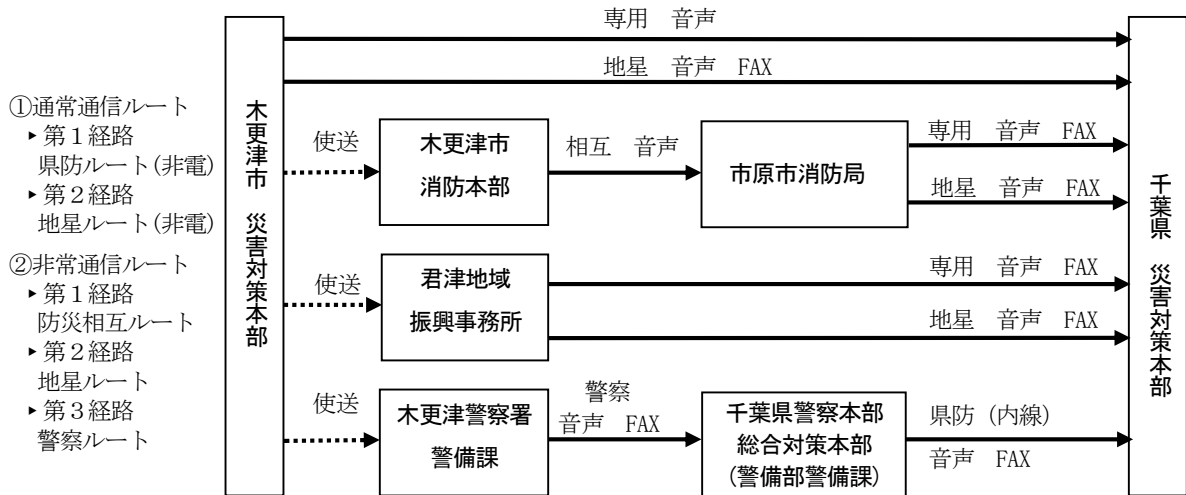 ①通常通信ルート
▸第1経路
県防ルート(非電)
▸第2経路
地星ルート(非電)
②非常通信ルート
▸第1経路
防災相互ルート
▸第2経路
地星ルート
▸第3経路
警察ルート
木更津市 災害対策本部
専用 音声
地星 音声 FAX
使送
木更津市
消防本部
相互 音声
市原市消防局
専用 音声 FAX
地星 音声 FAX
使送
君津地域
振興事務所
専用 音声 FAX
地星 音声 FAX
使送
木更津警察署
警備課
警察
音声 FAX
千葉県警察本部
総合対策本部
(警備部警備課)
県防(内線)
音声 FAX
千葉県 災害対策本部